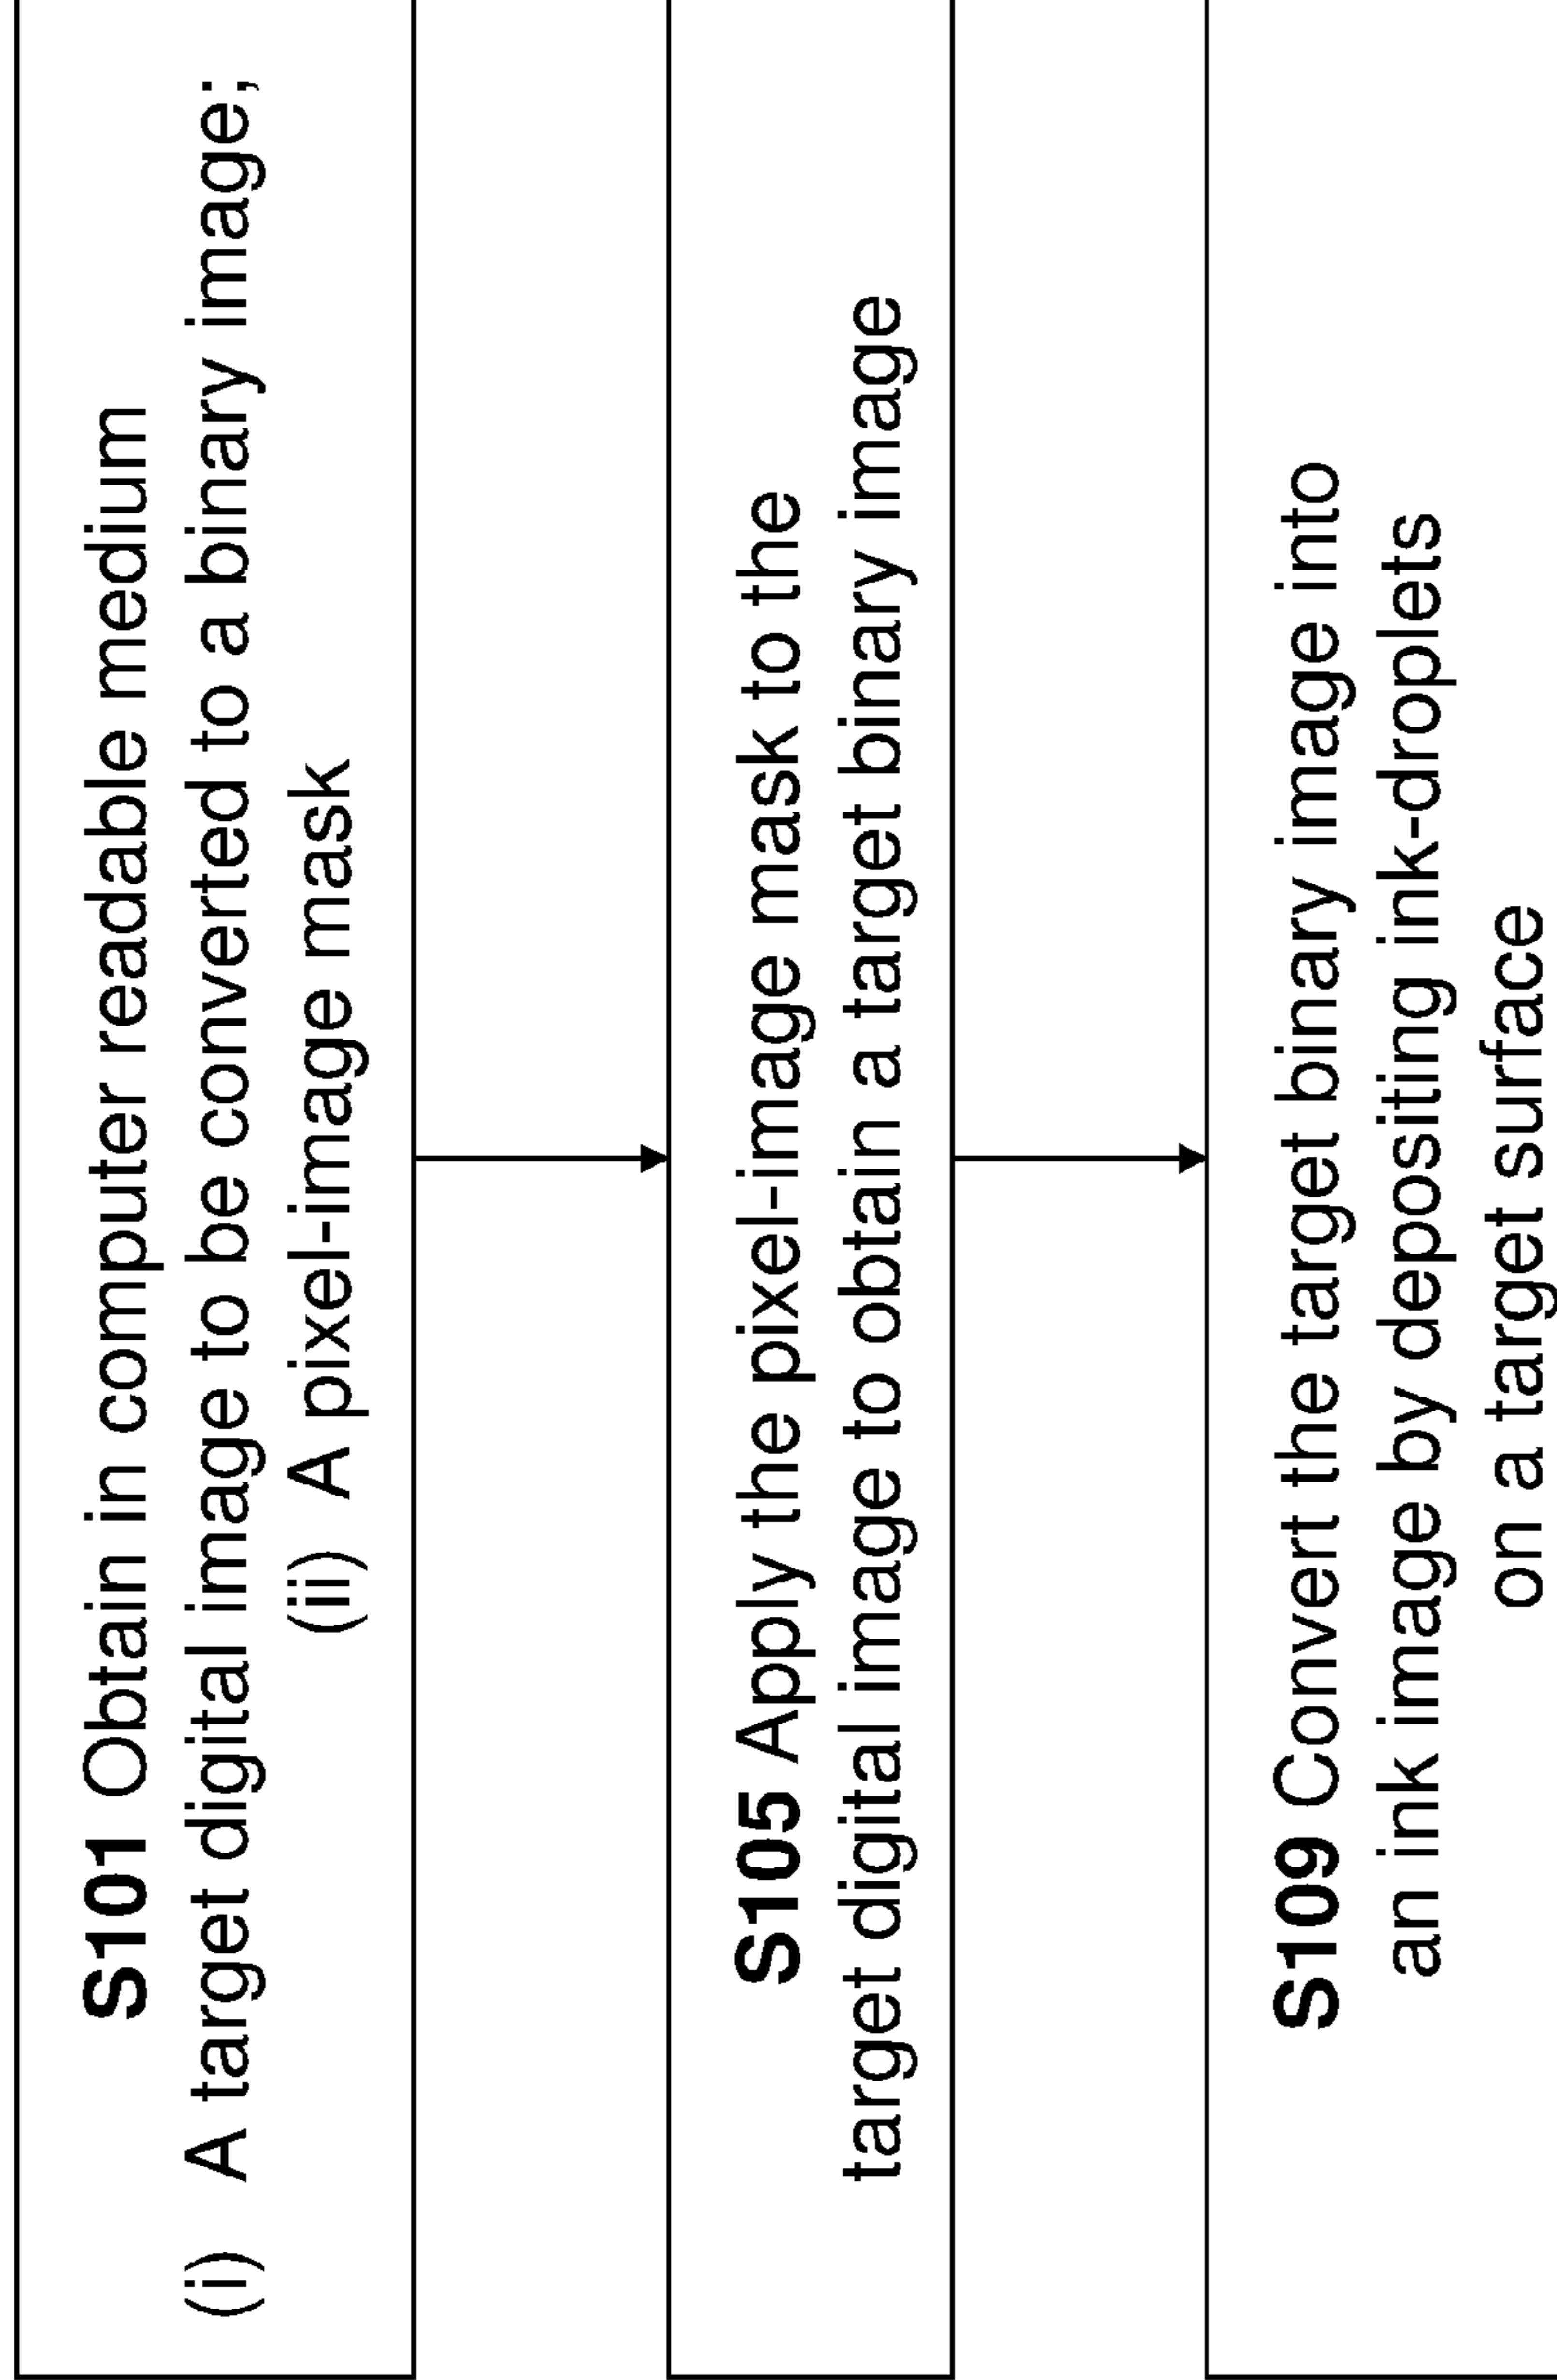 S101 Obtain in computer readable medium
(i) A target digital image to be converted to a binary image;
(ii) A pixel-image mask
S105 Apply the pixel-image mask to the
target digital image to obtain a target binary image
S109 Convert the target binary image into
an ink image by depositing ink-droplets
on a target surface